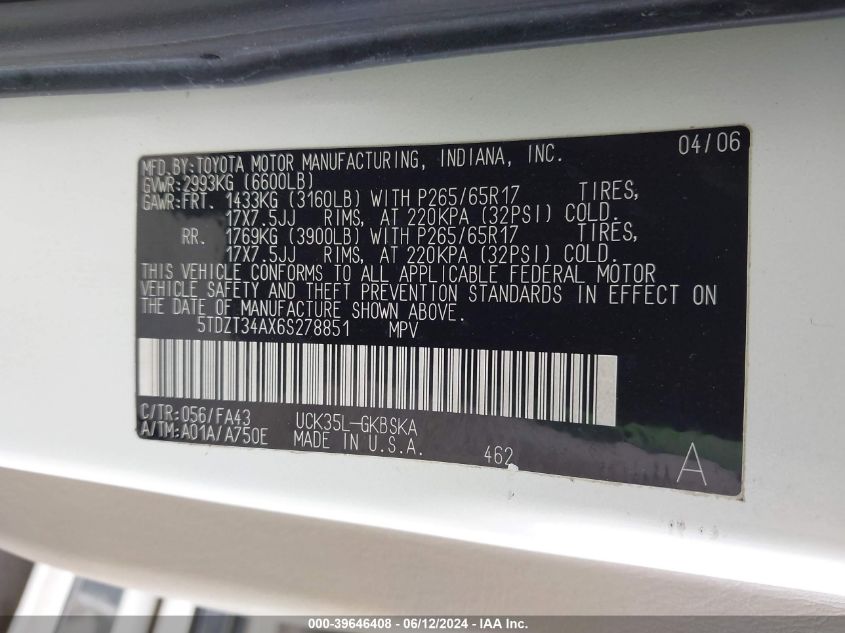 04/06
MFD.BY:TOYOTA MOTOR MANUFACTURING, INDIANA, INC.
GVWR:2993KG (6600LB)
GAWR:FRT. 1433KG (3160LB) WITH P265/65R17 TIRES,
17X7.5JJ RIMS, AT 220KPA (32PSI) COLD.
RR. 1769KG (3900LB) WITH P265/65R17 TIRES,
17X7.5JJ RIMS, AT 220KPA (32PSI) COLD.
THIS VEHICLE CONFORMS TO ALL APPLICABLE FEDERAL MOTOR
VEHICLE SAFETY AND THEFT PREVENTION STANDARDS IN EFFECT ON
THE DATE OF MANUFACTURE SHOWN ABOVE.
5TDZT34AX6S278851 MPV
C/TR:056/FA43 UCK35L-GKBSKA
A/TM:A01A/A750E MADE IN U.S.A. 462 A
000-39646408 - 06/12/2024 - IAA Inc.